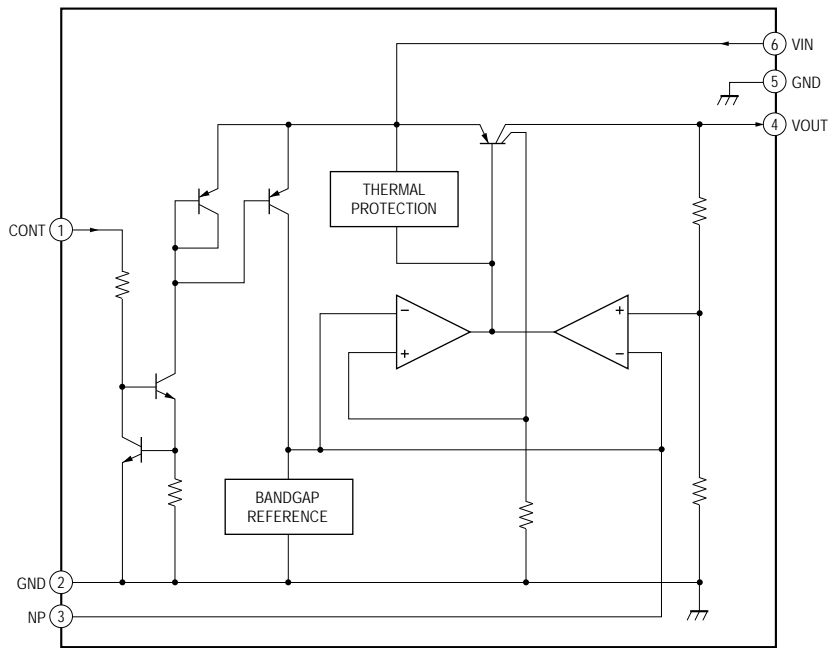 6 VIN
5 GND
4 VOUT
THERMAL
PROTECTION
CONT 1
−
+
+
−
BANDGAP
REFERENCE
GND 2
NP 3